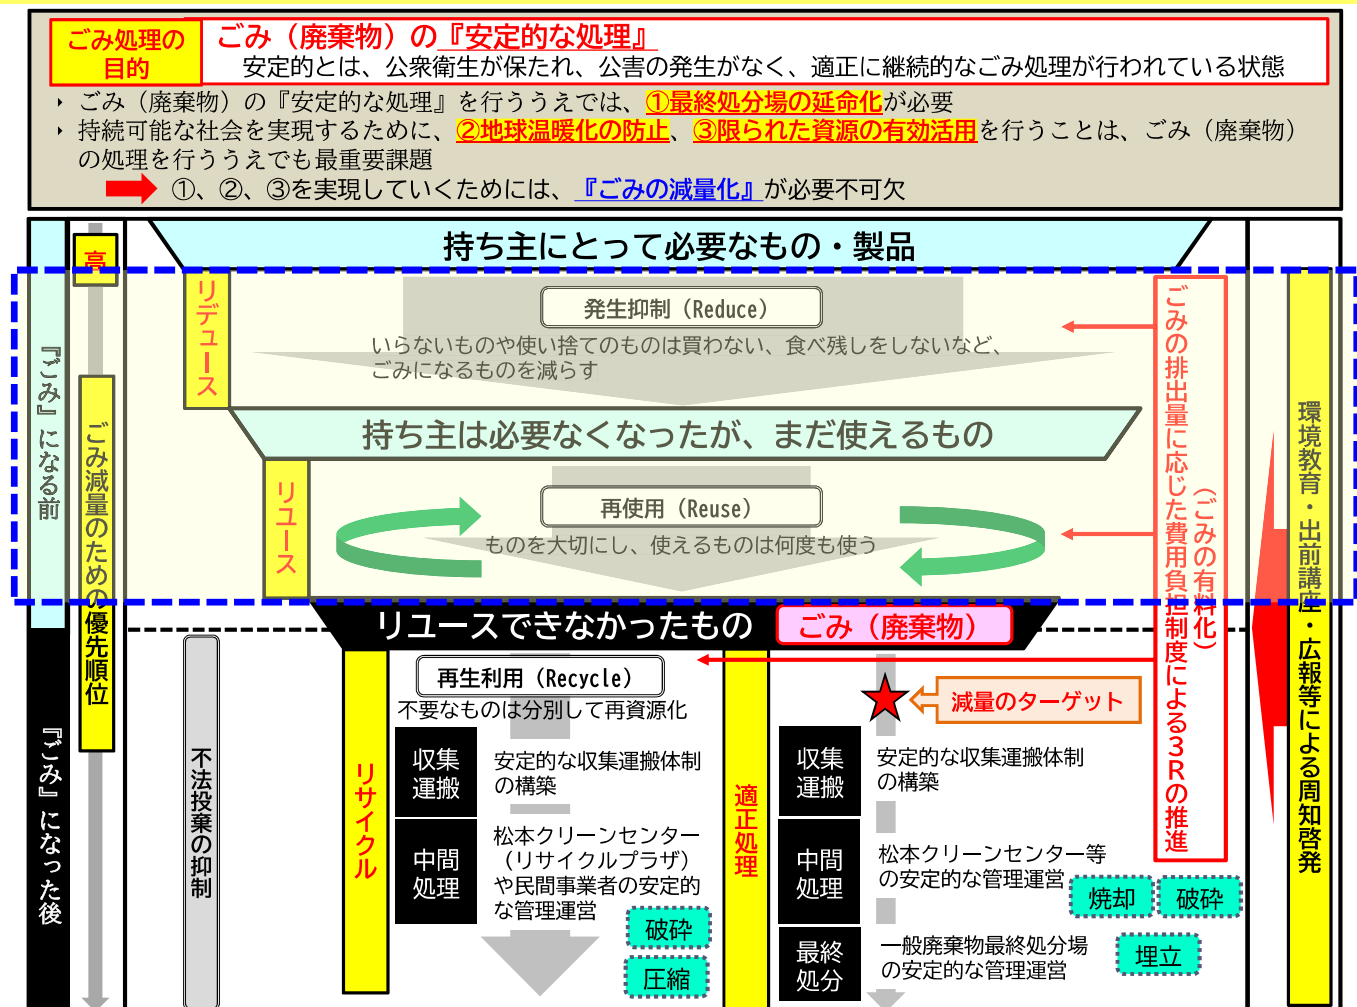 ごみ処理の
目的
ごみ（廃棄物）の『安定的な処理』
安定的とは、公衆衛生が保たれ、公害の発生がなく、適正に継続的なごみ処理が行われている状態
ごみ（廃棄物）の『安定的な処理』を行ううえでは、①最終処分場の延命化が必要
持続可能な社会を実現するために、②地球温暖化の防止、③限られた資源の有効活用を行うことは、ごみ（廃棄物）
の処理を行ううえでも最重要課題
①、②、③を実現していくためには、『ごみの減量化』が必要不可欠
『ごみ』になる前
『ごみ』になった後
高
ごみ減量のための優先順位
持ち主にとって必要なもの・製品
リデュース
発生抑制（Reduce）
いらないものや使い捨てのものは買わない、食べ残しをしないなど、
ごみになるものを減らす
持ち主は必要なくなったが、まだ使えるもの
リユース
再使用（Reuse）
ものを大切にし、使えるものは何度も使う
リユースできなかったもの
ごみ（廃棄物）
不法投棄の抑制
リサイクル
再生利用（Recycle）
不要なものは分別して再資源化
収集
運搬
安定的な収集運搬体制
の構築
中間
処理
松本クリーンセンター
（リサイクルプラザ）
や民間事業者の安定的
な管理運営
破砕
圧縮
適正処理
減量のターゲット
収集
運搬
安定的な収集運搬体制
の構築
中間
処理
松本クリーンセンター等
の安定的な管理運営
焼却
破砕
最終
処分
一般廃棄物最終処分場
の安定的な管理運営
埋立
ごみの排出量に応じた費用負担制度による３Ｒの推進
（ごみの有料化）
環境教育・出前講座・広報等による周知啓発